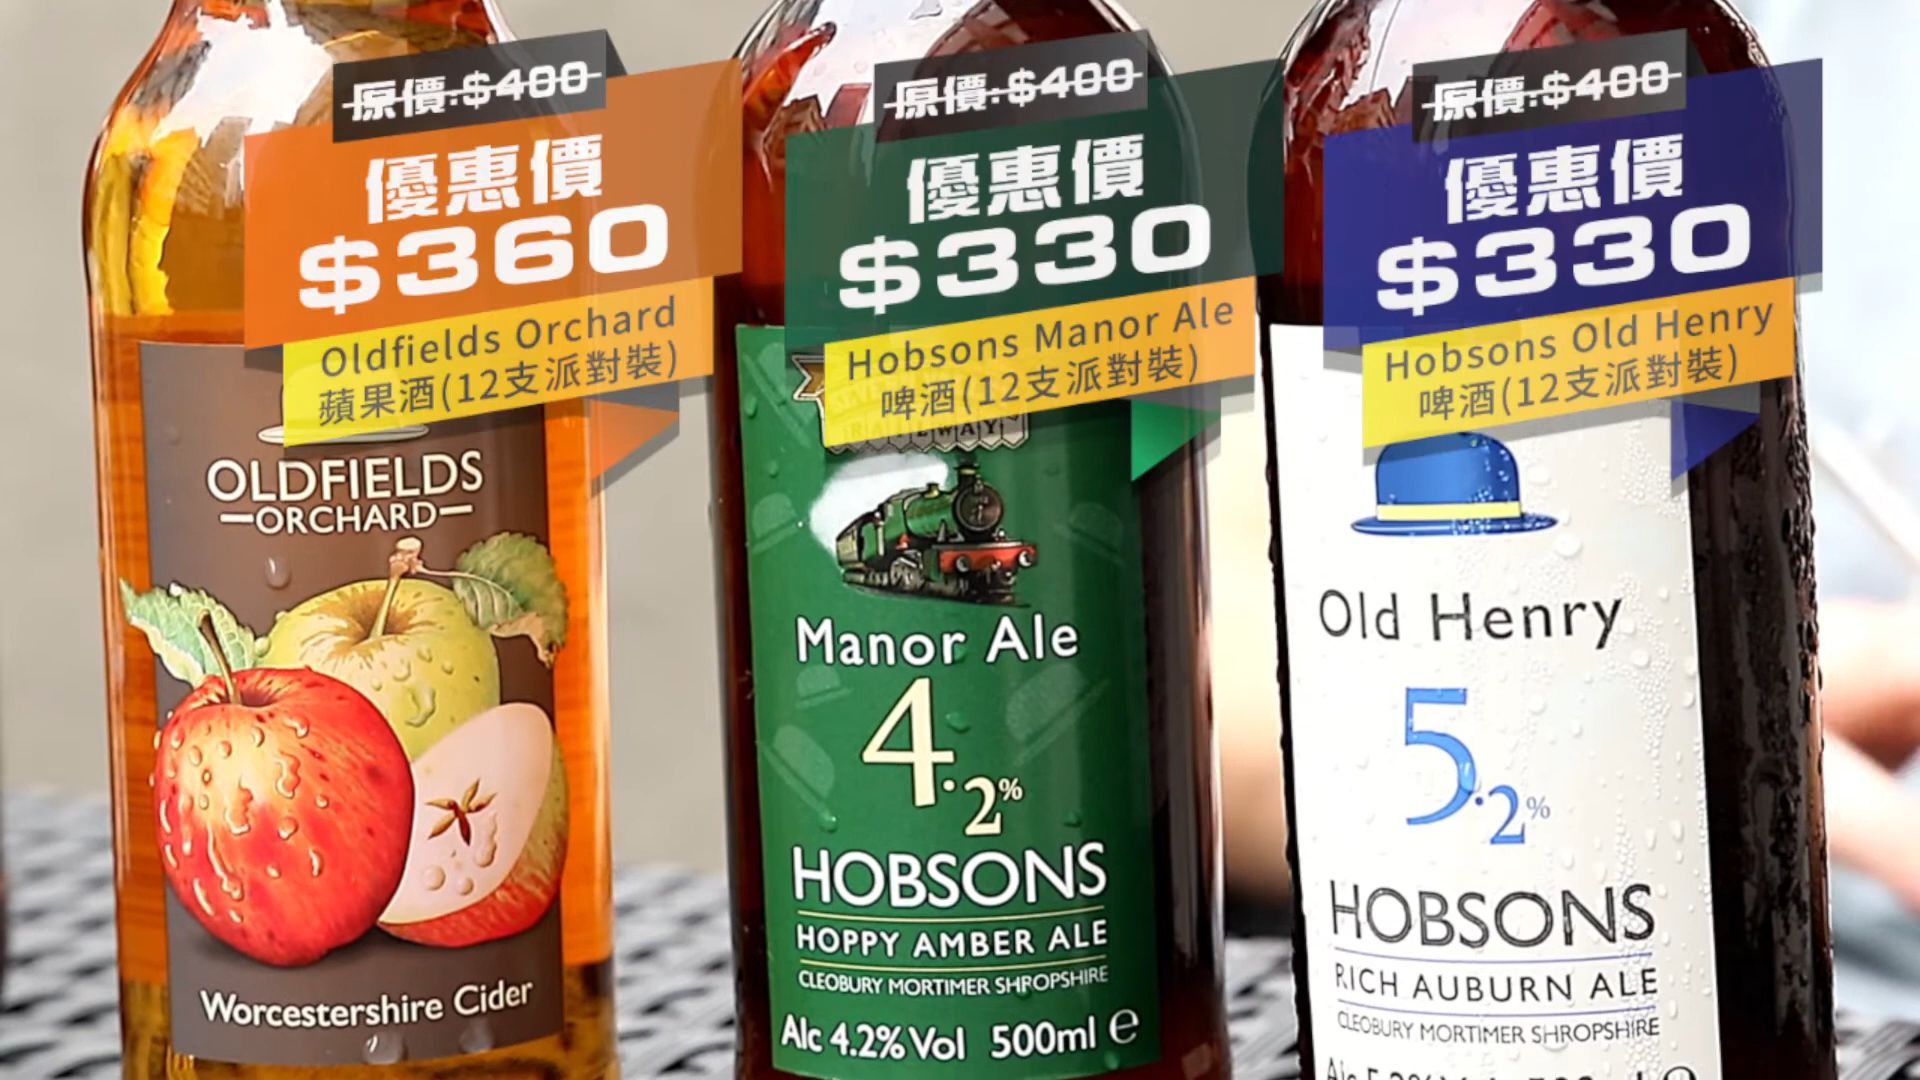 原價:$400
優惠價
$360
Oldfields Orchard
蘋果酒(12支派對裝)
OLDFIELDS
ORCHARD
Worcestershire Cider
原價:$400
優惠價
$330
Hobsons Manor Ale
啤酒(12支派對裝)
RAILWAY
Manor Ale
4.2%
HOBSONS
HOPPY AMBER ALE
CLEOBURY MORTIMER SHROPSHIRE
Alc 4.2% Vol 500ml e
原價:$400
優惠價
$330
Hobsons Old Henry
啤酒(12支派對裝)
Old Henry
5.2%
HOBSONS
RICH AUBURN ALE
CLEOBURY MORTIMER SHROPSHIRE